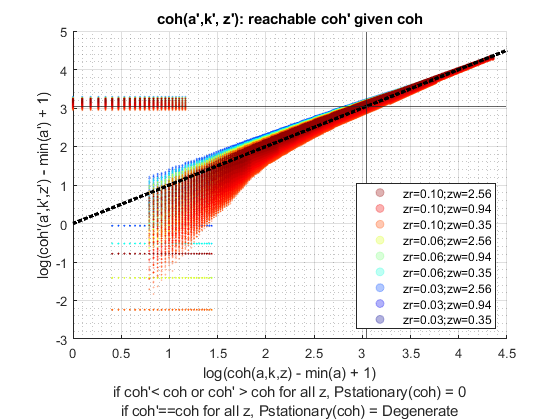 coh(a',k', z'): reachable coh' given coh
log(coh'(a',k',z') - min(a') + 1)
5
4
3
2
1
0
-1
-2
-3
zr=0.10;zw=2.56
zr=0.10;zw=0.94
zr=0.10;zw=0.35
zr=0.06;zw=2.56
zr=0.06;zw=0.94
zr=0.06;zw=0.35
zr=0.03;zw=2.56
zr=0.03;zw=0.94
zr=0.03;zw=0.35
0 0.5 1 1.5 2 2.5 3 3.5 4 4.5
log(coh(a,k,z) - min(a) + 1)
if coh'< coh or coh' > coh for all z, Pstationary(coh) = 0
if coh'==coh for all z, Pstationary(coh) = Degenerate